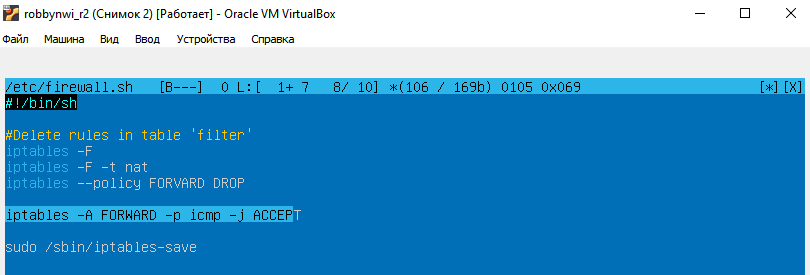 robbynwi_r2 (Снимок 2) [Работает] - Oracle VM VirtualBox
Файл Машина Вид Ввод Устройства Справка
/etc/firewall.sh [B---] 0 L:[ 1+ 7 8/ 10] *(106 / 169b) 0105 0x069 [*][X]
#!/bin/sh
#Delete rules in table 'filter'
iptables -F
iptables -F -t nat
iptables --policy FORVARD DROP
iptables -A FORWARD -p icmp -j ACCEPT
sudo /sbin/iptables-save